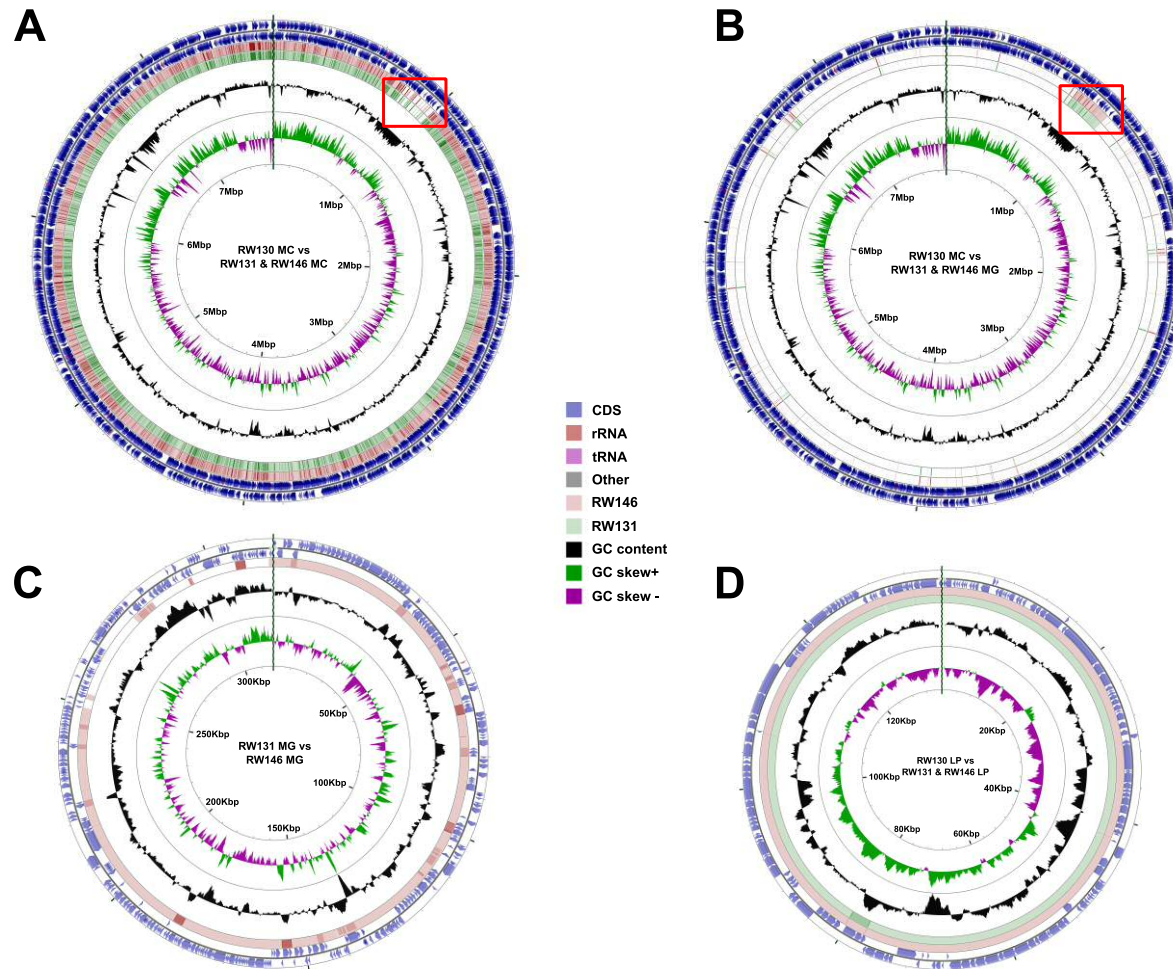 A
B
7Mbp
1Mbp
6Mbp
RW130 MC vs
RW131 & RW146 MC
2Mbp
5Mbp
3Mbp
4Mbp
7Mbp
1Mbp
6Mbp
RW130 MC vs
RW131 & RW146 MG
2Mbp
5Mbp
3Mbp
4Mbp
CDS
rRNA
tRNA
Other
RW146
RW131
GC content
GC skew+
GC skew -
C
D
300Kbp
50Kbp
250Kbp
RW131 MG vs
RW146 MG
100Kbp
200Kbp
150Kbp
120Kbp
20Kbp
RW130 LP vs
RW131 & RW146 LP
100Kbp
40Kbp
80Kbp
60Kbp